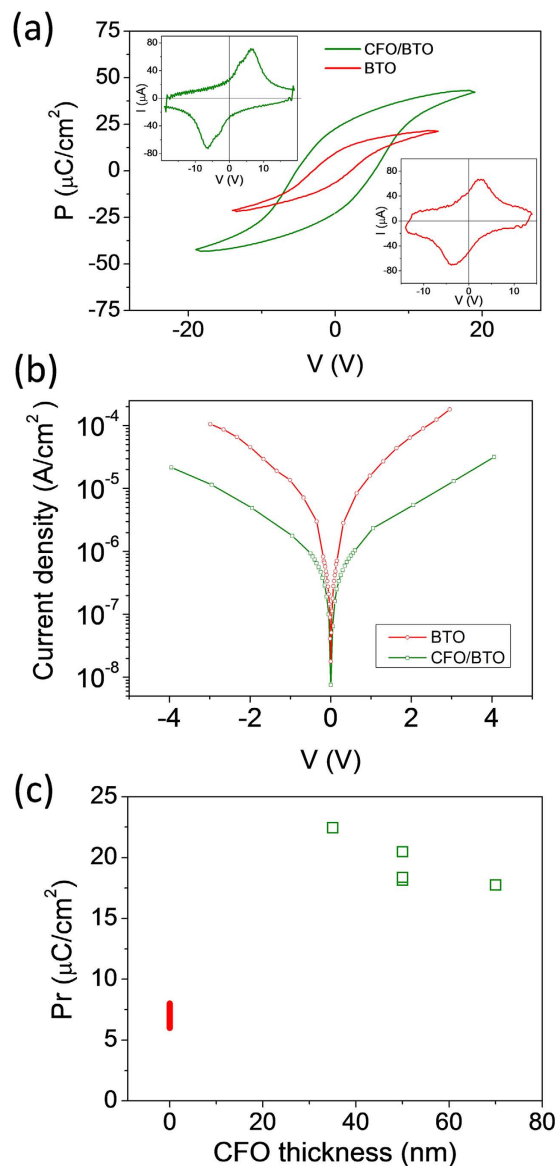 (a)
CFO/BTO
BTO
P (μC/cm²)
75
50
25
0
-25
-50
-75
-20
0
20
V (V)
I (μA)
80
40
0
-40
-80
-10
0
10
V (V)
I (μA)
80
40
0
-40
-80
-10
0
10
V (V)
(b)
Current density (A/cm²)
10⁻⁴
10⁻⁵
10⁻⁶
10⁻⁷
10⁻⁸
BTO
CFO/BTO
-4
-2
0
2
4
V (V)
(c)
Pr (μC/cm²)
25
20
15
10
5
0
0
20
40
60
80
CFO thickness (nm)